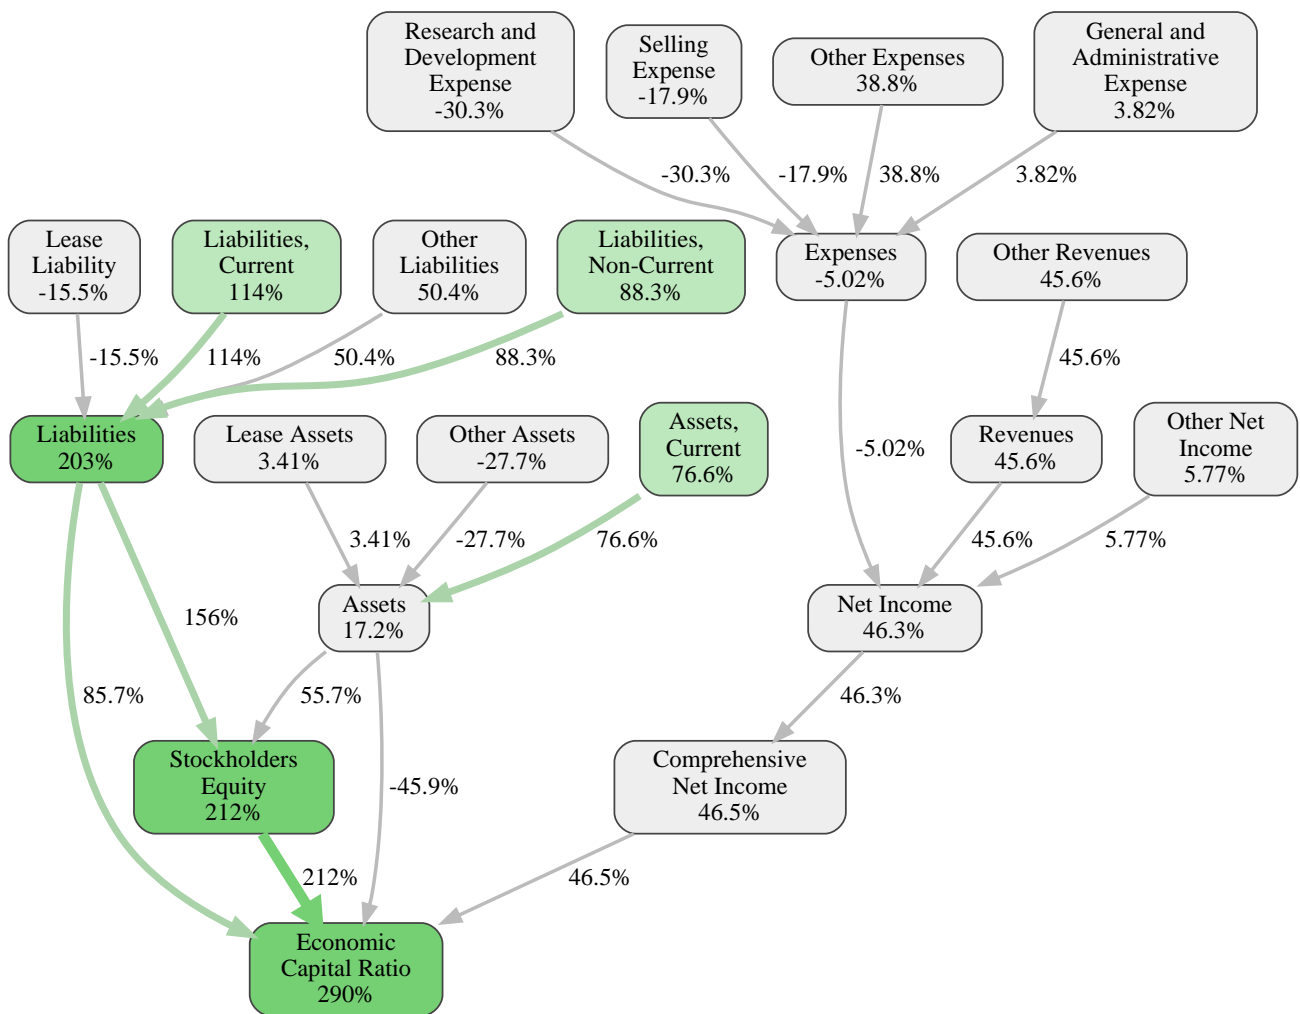 Research and
Development
Expense
-30.3%
Selling
Expense
-17.9%
Other Expenses
38.8%
General and
Administrative
Expense
3.82%
-30.3%
-17.9%
38.8%
3.82%
Lease
Liability
-15.5%
Liabilities,
Current
114%
Other
Liabilities
50.4%
Liabilities,
Non-Current
88.3%
Expenses
-5.02%
Other Revenues
45.6%
-15.5%
114%
50.4%
88.3%
45.6%
Liabilities
203%
Lease Assets
3.41%
Other Assets
-27.7%
Assets,
Current
76.6%
-5.02%
Revenues
45.6%
Other Net
Income
5.77%
3.41%
-27.7%
76.6%
45.6%
5.77%
156%
Assets
17.2%
Net Income
46.3%
85.7%
55.7%
46.3%
Stockholders
Equity
212%
-45.9%
Comprehensive
Net Income
46.5%
212%
46.5%
Economic
Capital Ratio
290%